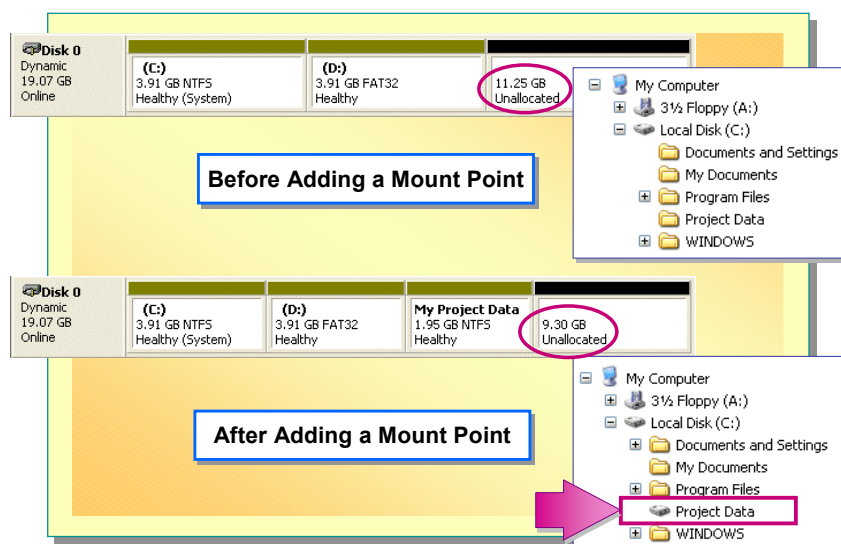 Disk 0
Dynamic
19.07 GB
Online
(C:)
3.91 GB NTFS
Healthy (System)
(D:)
3.91 GB FAT32
Healthy
11.25 GB
Unallocated
My Computer
3½ Floppy (A:)
Local Disk (C:)
Documents and Settings
My Documents
Program Files
Project Data
WINDOWS
Before Adding a Mount Point
Disk 0
Dynamic
19.07 GB
Online
(C:)
3.91 GB NTFS
Healthy (System)
(D:)
3.91 GB FAT32
Healthy
My Project Data
1.95 GB NTFS
Healthy
9.30 GB
Unallocated
My Computer
3½ Floppy (A:)
Local Disk (C:)
Documents and Settings
My Documents
Program Files
Project Data
WINDOWS
After Adding a Mount Point